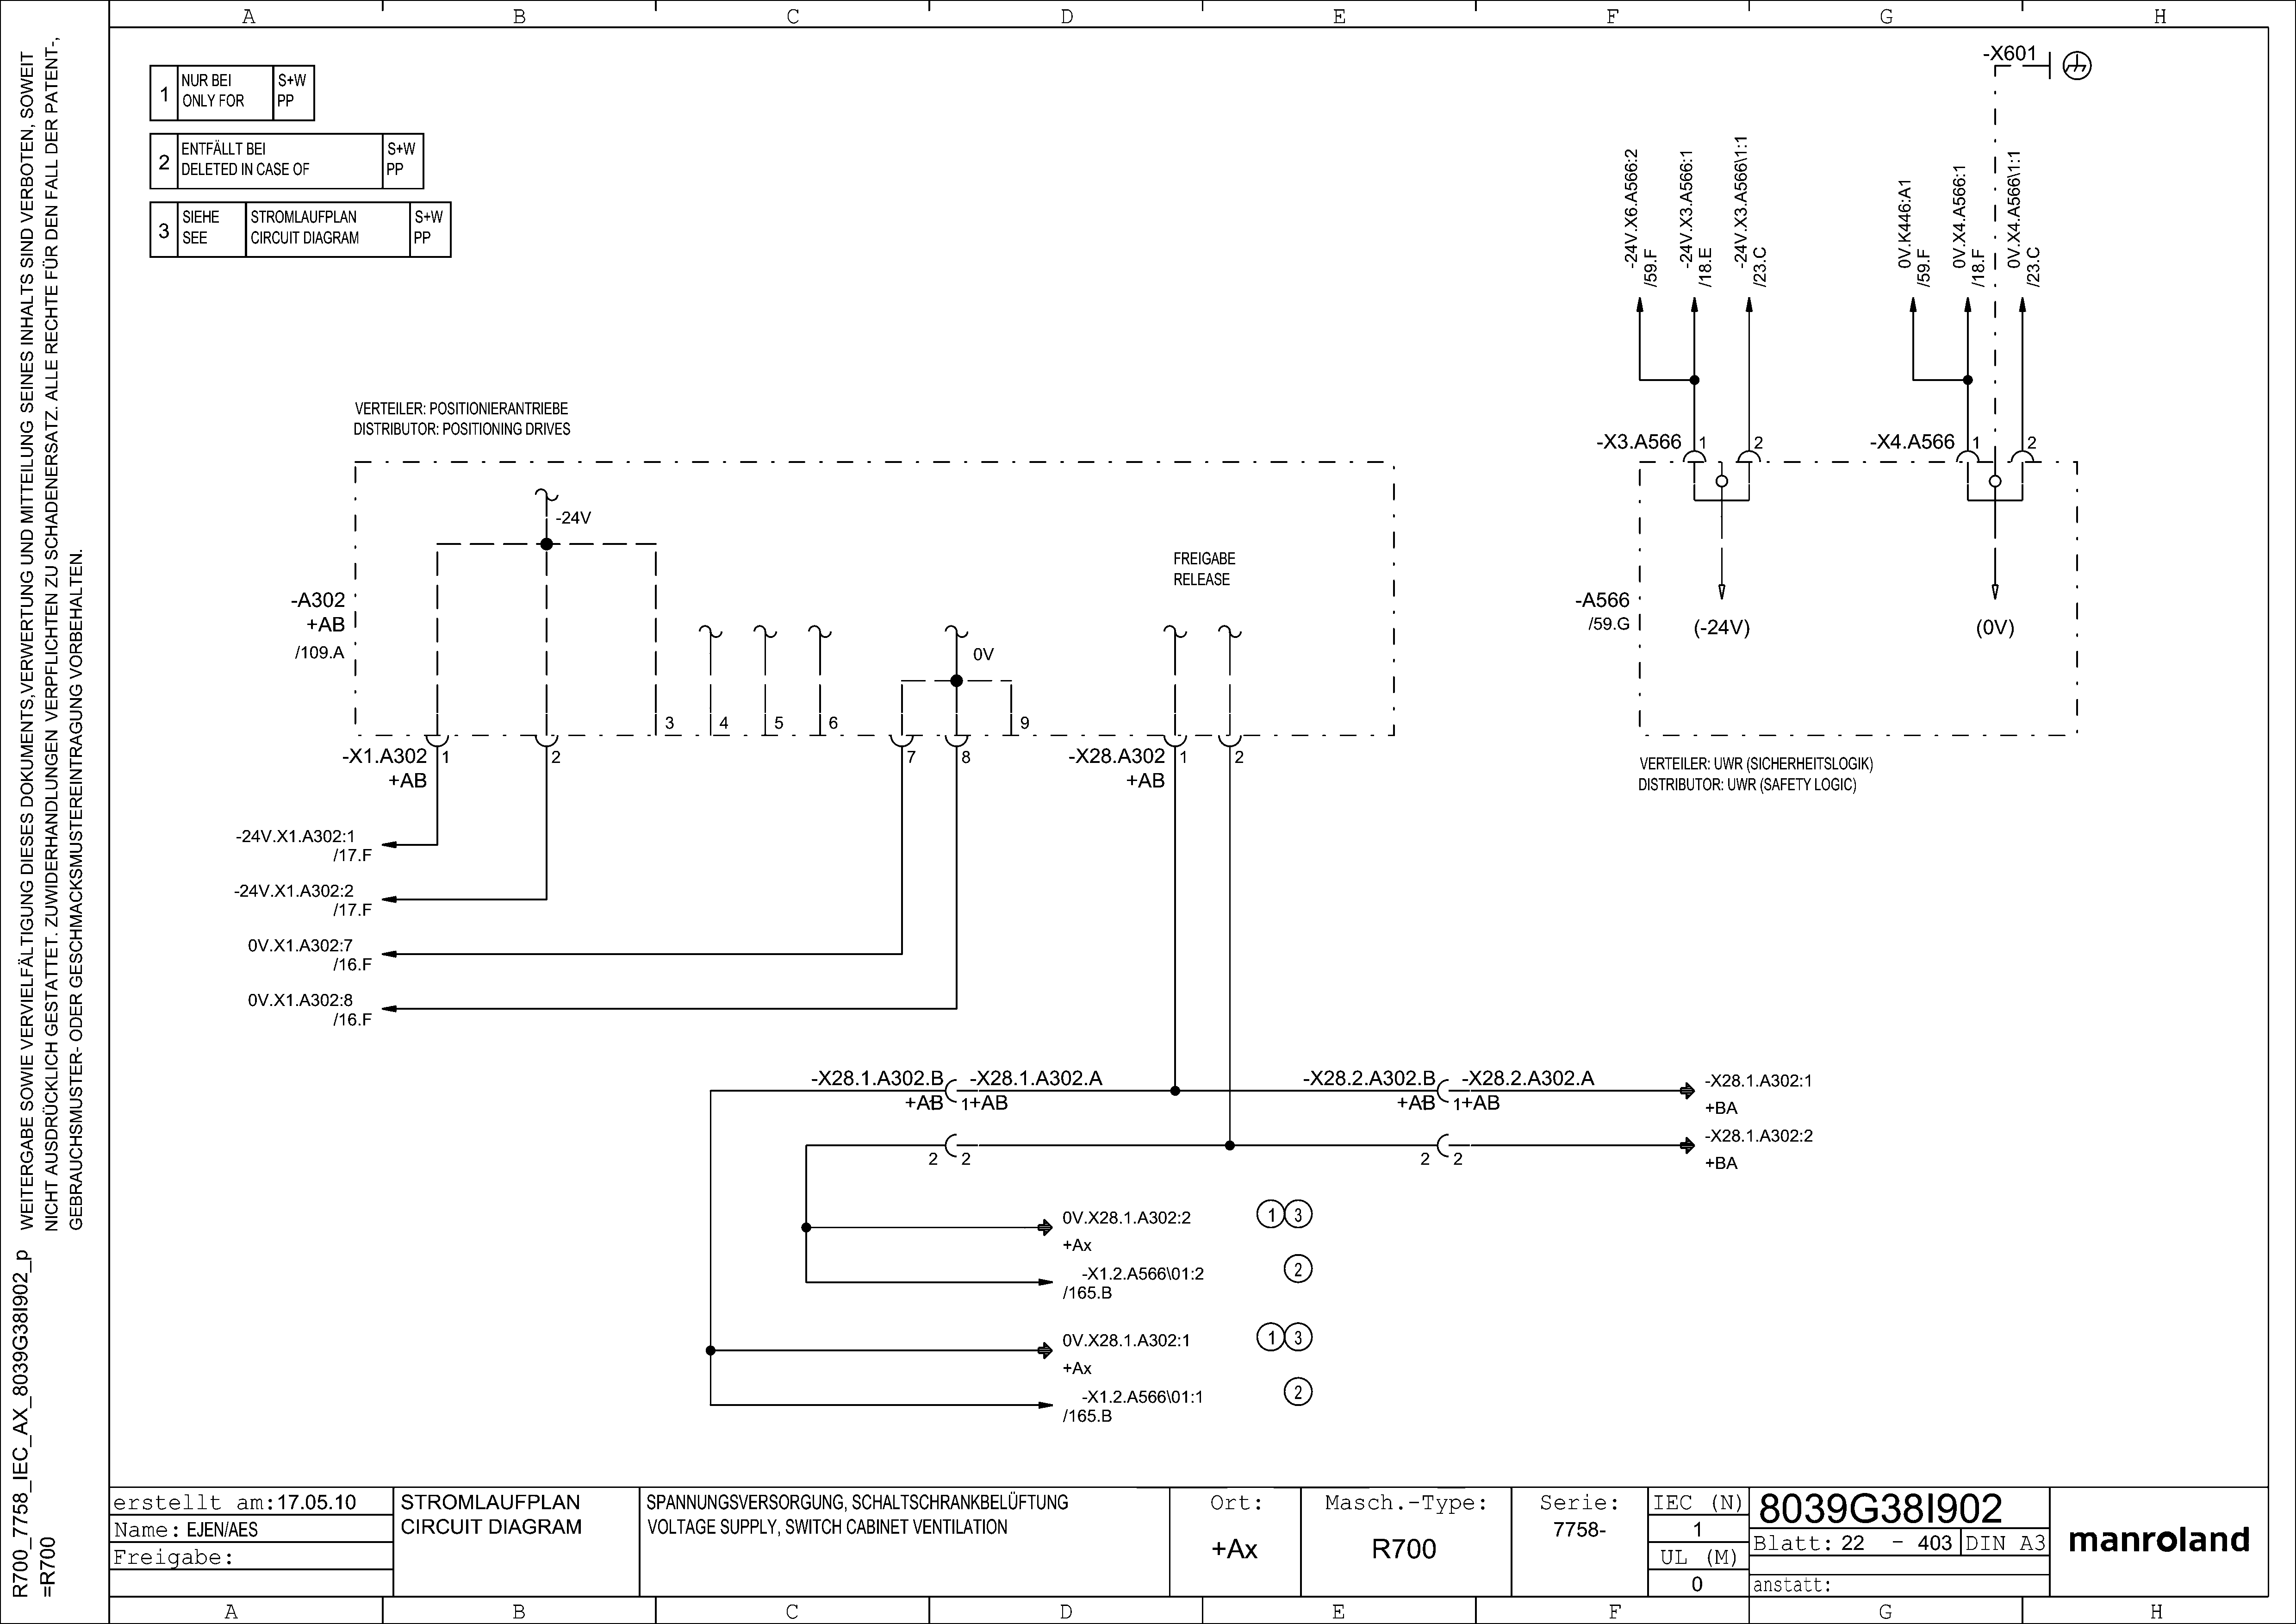 A B C D E F G H
WEITERGABE SOWIE VERVIELFÄLTIGUNG DIESES DOKUMENTS,VERWERTUNG UND MITTEILUNG SEINES INHALTS SIND VERBOTEN, SOWEIT
NICHT AUSDRÜCKLICH GESTATTET. ZUWIDERHANDLUNGEN VERPFLICHTEN ZU SCHADENERSATZ. ALLE RECHTE FÜR DEN FALL DER PATENT-,
GEBRAUCHSMUSTER- ODER GESCHMACKSMUSTEREINTRAGUNG VORBEHALTEN.
R700_7758_IEC_AX_8039G38I902_p
=R700
1 NUR BEI S+W
ONLY FOR PP
2 ENTFÄLLT BEI S+W
DELETED IN CASE OF PP
3 SIEHE STROMLAUFPLAN S+W
SEE CIRCUIT DIAGRAM PP
-X601
-24V.X6.A566:2
/59.F
-24V.X3.A566:1
/18.E
-24V.X3.A566\1:1
/23.C
0V.K446:A1
/59.F
0V.X4.A566:1
/18.F
0V.X4.A566\1:1
/23.C
VERTEILER: POSITIONIERANTRIEBE
DISTRIBUTOR: POSITIONING DRIVES
-X3.A566 1 2
-X4.A566 1 2
-24V
FREIGABE
RELEASE
-A302
+AB
/109.A
0V
-A566
/59.G
(-24V)
(0V)
3 4 5 6 9
-X1.A302 1 2 7 8
+AB
-X28.A302 1 2
+AB
VERTEILER: UWR (SICHERHEITSLOGIK)
DISTRIBUTOR: UWR (SAFETY LOGIC)
-24V.X1.A302:1
/17.F
-24V.X1.A302:2
/17.F
0V.X1.A302:7
/16.F
0V.X1.A302:8
/16.F
-X28.1.A302.B -X28.1.A302.A -X28.2.A302.B -X28.2.A302.A -X28.1.A302:1
+AB 1+AB +AB 1+AB +BA
-X28.1.A302:2
2 2 2 2 +BA
0V.X28.1.A302:2 1 3
+Ax
-X1.2.A566\01:2 2
/165.B
0V.X28.1.A302:1 1 3
+Ax
-X1.2.A566\01:1 2
/165.B
erstellt am:17.05.10
Name: EJEN/AES
Freigabe:
STROMLAUFPLAN
CIRCUIT DIAGRAM
SPANNUNGSVERSORGUNG, SCHALTSCHRANKBELÜFTUNG
VOLTAGE SUPPLY, SWITCH CABINET VENTILATION
Ort:
+Ax
Masch.-Type:
R700
Serie:
7758-
IEC (N)
1
UL (M)
0
8039G38I902
Blatt: 22 - 403 DIN A3
anstatt:
manroland
A B C D E F G H